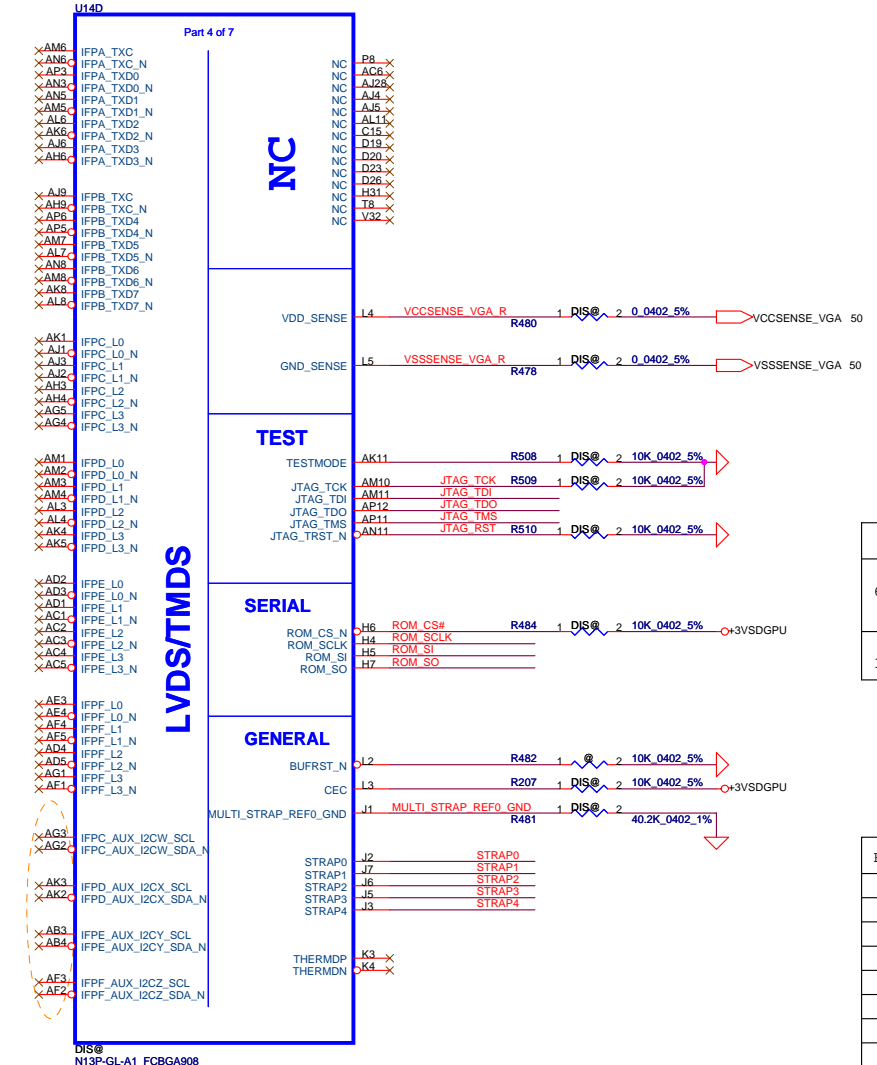 U14D
Part 4 of 7
AM6 IFPA_TXC
AN6 IFPA_TXC_N
AP3 IFPA_TXD0
AN3 IFPA_TXD0_N
AN5 IFPA_TXD1
AM5 IFPA_TXD1_N
AL6 IFPA_TXD2
AK6 IFPA_TXD2_N
AJ6 IFPA_TXD3
AH6 IFPA_TXD3_N
AJ9 IFPB_TXC
AH9 IFPB_TXC_N
AP6 IFPB_TXD4
AP5 IFPB_TXD4_N
AM7 IFPB_TXD5
AL7 IFPB_TXD5_N
AN8 IFPB_TXD6
AM8 IFPB_TXD6_N
AK8 IFPB_TXD7
AL8 IFPB_TXD7_N
AK1 IFPC_L0
AJ1 IFPC_L0_N
AJ3 IFPC_L1
AJ2 IFPC_L1_N
AH3 IFPC_L2
AH4 IFPC_L2_N
AG5 IFPC_L3
AG4 IFPC_L3_N
AM1 IFPD_L0
AM2 IFPD_L0_N
AM3 IFPD_L1
AM4 IFPD_L1_N
AL3 IFPD_L2
AL4 IFPD_L2_N
AK4 IFPD_L3
AK5 IFPD_L3_N
AD2 IFPE_L0
AD3 IFPE_L0_N
AD1 IFPE_L1
AC1 IFPE_L1_N
AC2 IFPE_L2
AC3 IFPE_L2_N
AC4 IFPE_L3
AC5 IFPE_L3_N
AE3 IFPF_L0
AE4 IFPF_L0_N
AF4 IFPF_L1
AF5 IFPF_L1_N
AD4 IFPF_L2
AD5 IFPF_L2_N
AG1 IFPF_L3
AF1 IFPF_L3_N
AG3 IFPC_AUX_I2CW_SCL
AG2 IFPC_AUX_I2CW_SDA_N
AK3 IFPD_AUX_I2CX_SCL
AK2 IFPD_AUX_I2CX_SDA_N
AB3 IFPE_AUX_I2CY_SCL
AB4 IFPE_AUX_I2CY_SDA_N
AF3 IFPF_AUX_I2CZ_SCL
AF2 IFPF_AUX_I2CZ_SDA_N
LVDS/TMDS
NC
NC P8
NC AC6
NC AJ28
NC AJ4
NC AJ5
NC AL11
NC C15
NC D19
NC D20
NC D23
NC D26
NC H31
NC T8
NC V32
VDD_SENSE L4 VCCSENSE_VGA_R R480 1 DIS@ 2 0_0402_5% VCCSENSE_VGA 50
GND_SENSE L5 VSSSENSE_VGA_R R478 1 DIS@ 2 0_0402_5% VSSSENSE_VGA 50
TEST
TESTMODE AK11 R508 1 DIS@ 2 10K_0402_5%
JTAG_TCK AM10 JTAG_TCK R509 1 DIS@ 2 10K_0402_5%
JTAG_TDI AM11 JTAG_TDI
JTAG_TDO AP12 JTAG_TDO
JTAG_TMS AP11 JTAG_TMS
JTAG_TRST_N AN11 JTAG_RST R510 1 DIS@ 2 10K_0402_5%
SERIAL
ROM_CS_N H6 ROM_CS# R484 1 DIS@ 2 10K_0402_5% +3VSDGPU
ROM_SCLK H4 ROM_SCLK
ROM_SI H5 ROM_SI
ROM_SO H7 ROM_SO
GENERAL
BUFRST_N L2 R482 1 @ 2 10K_0402_5%
CEC L3 R207 1 DIS@ 2 10K_0402_5% +3VSDGPU
MULTI_STRAP_REF0_GND J1 MULTI_STRAP_REF0_GND R481 1 DIS@ 2 40.2K_0402_1%
STRAP0 J2 STRAP0
STRAP1 J7 STRAP1
STRAP2 J6 STRAP2
STRAP3 J5 STRAP3
STRAP4 J3 STRAP4
THERMDP K3
THERMDN K4
DIS@
N13P-GL-A1_FCBGA908